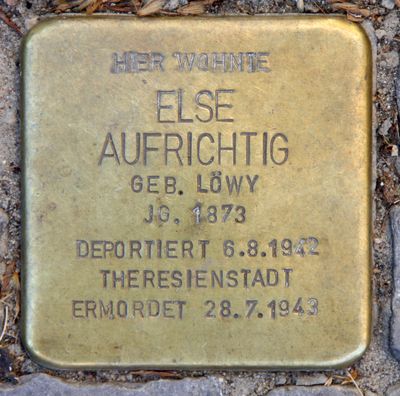 HIER WOHNTE
ELSE
AUFRICHTIG
GEB. LÖWY
JG. 1873
DEPORTIERT 6.8.1942
THERESIENSTADT
ERMORDET 28.7.1943